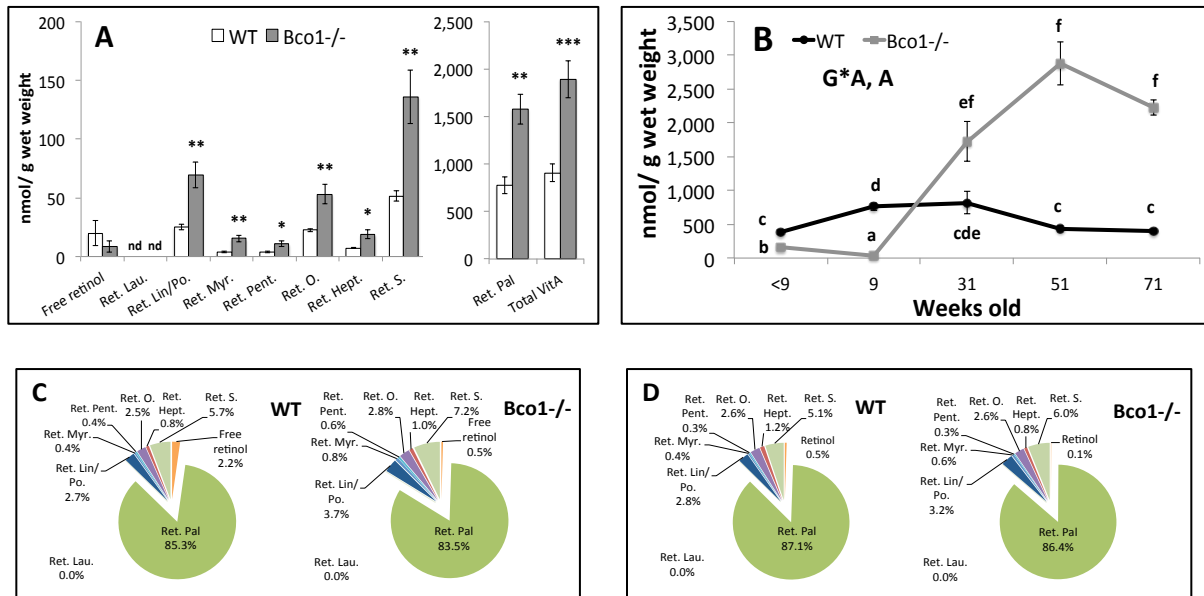 A
WT Bco1-/-
nmol/ g wet weight
200
150
100
50
0
** ** * ** * **
nd nd
Free retinol
Ret. Lau.
Ret. Lin/Po.
Ret. Myr.
Ret. Pent.
Ret. O.
Ret. Hept.
Ret. S.
2,500
2,000
1,500
1,000
500
0
** ***
Ret. Pal
Total VitA
B
WT Bco1-/-
G*A, A
nmol/ g wet weight
3,500
3,000
2,500
2,000
1,500
1,000
500
0
c d cde c c
b a ef f f
<9 9 31 51 71
Weeks old
C
WT
Ret. Pent.
0.4%
Ret. O.
2.5%
Ret.
Hept.
0.8%
Ret. S.
5.7%
Free
retinol
2.2%
Ret. Myr.
0.4%
Ret. Lin/
Po.
2.7%
Ret. Pal
85.3%
Ret. Lau.
0.0%
Bco1-/-
Ret.
Pent.
0.6%
Ret. O.
2.8%
Ret.
Hept.
1.0%
Ret. S.
7.2%
Free
retinol
0.5%
Ret. Myr.
0.8%
Ret. Lin/
Po.
3.7%
Ret. Pal
83.5%
D
WT
Ret.
Pent.
0.3%
Ret. O.
2.6%
Ret.
Hept.
1.2%
Ret. S.
5.1%
Retinol
0.5%
Ret. Myr.
0.4%
Ret. Lin/
Po.
2.8%
Ret. Pal
87.1%
Ret. Lau.
0.0%
Bco1-/-
Ret.
Pent.
0.3%
Ret. O.
2.6%
Ret.
Hept.
0.8%
Ret. S.
6.0%
Retinol
0.1%
Ret. Myr.
0.6%
Ret. Lin/
Po.
3.2%
Ret. Pal
86.4%
Ret. Lau.
0.0%